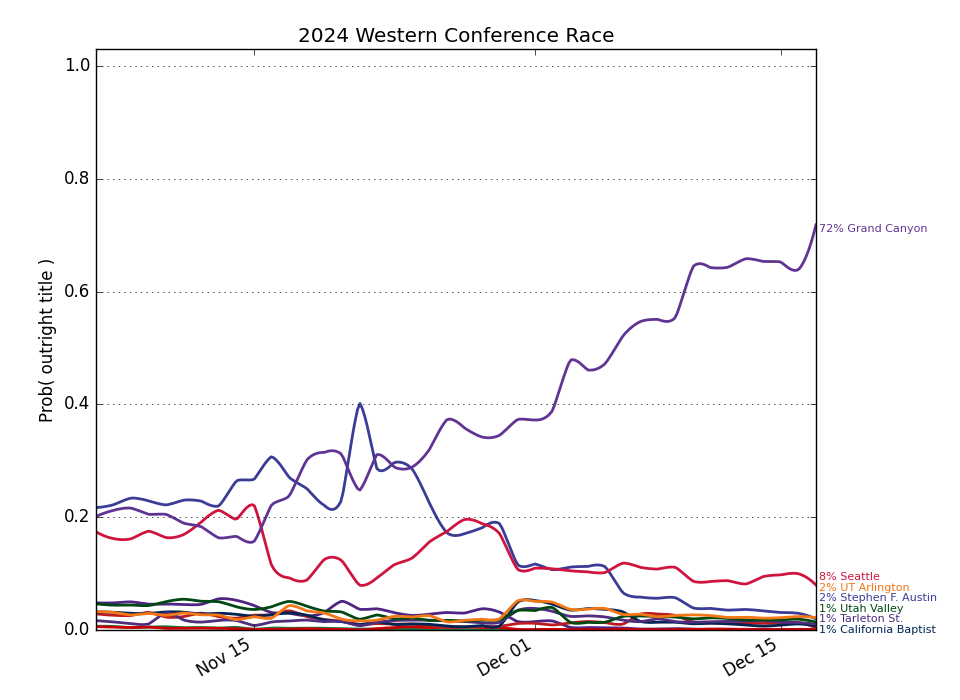 2024 Western Conference Race
Prob( outright title )
1.0
0.8
0.6
0.4
0.2
0.0
Nov 15
Dec 01
Dec 15
72% Grand Canyon
8% Seattle
2% UT Arlington
2% Stephen F. Austin
1% Utah Valley
1% Tarleton St.
1% California Baptist